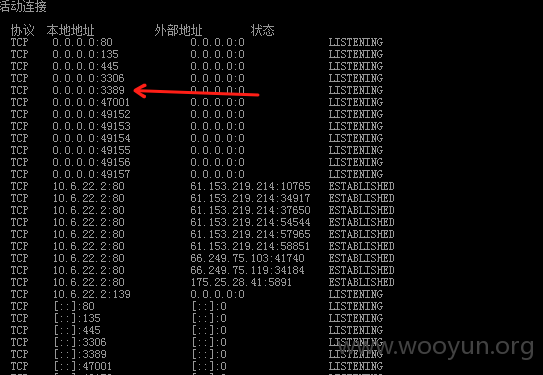 活动连接
协议 本地地址 外部地址 状态
TCP 0.0.0.0:80 0.0.0.0:0 LISTENING
TCP 0.0.0.0:135 0.0.0.0:0 LISTENING
TCP 0.0.0.0:445 0.0.0.0:0 LISTENING
TCP 0.0.0.0:3306 0.0.0.0:0 LISTENING
TCP 0.0.0.0:3389 0.0.0.0:0 LISTENING
TCP 0.0.0.0:47001 0.0.0.0:0 LISTENING
TCP 0.0.0.0:49152 0.0.0.0:0 LISTENING
TCP 0.0.0.0:49153 0.0.0.0:0 LISTENING
TCP 0.0.0.0:49154 0.0.0.0:0 LISTENING
TCP 0.0.0.0:49155 0.0.0.0:0 LISTENING
TCP 0.0.0.0:49156 0.0.0.0:0 LISTENING
TCP 0.0.0.0:49157 0.0.0.0:0 LISTENING
TCP 10.6.22.2:80 61.153.219.214:10765 ESTABLISHED
TCP 10.6.22.2:80 61.153.219.214:34917 ESTABLISHED
TCP 10.6.22.2:80 61.153.219.214:37650 ESTABLISHED
TCP 10.6.22.2:80 61.153.219.214:54544 ESTABLISHED
TCP 10.6.22.2:80 61.153.219.214:57965 ESTABLISHED
TCP 10.6.22.2:80 61.153.219.214:58851 ESTABLISHED
TCP 10.6.22.2:80 66.249.75.103:41740 ESTABLISHED
TCP 10.6.22.2:80 66.249.75.119:34184 ESTABLISHED
TCP 10.6.22.2:80 175.25.28.41:5891 ESTABLISHED
TCP 10.6.22.2:139 0.0.0.0:0 LISTENING
TCP [::]:80 [::]:0 LISTENING
TCP [::]:135 [::]:0 LISTENING
TCP [::]:445 [::]:0 LISTENING
TCP [::]:3306 [::]:0 LISTENING
TCP [::]:3389 [::]:0 LISTENING
TCP [::]:47001 [::]:0 LISTENING
www.wooyun.org